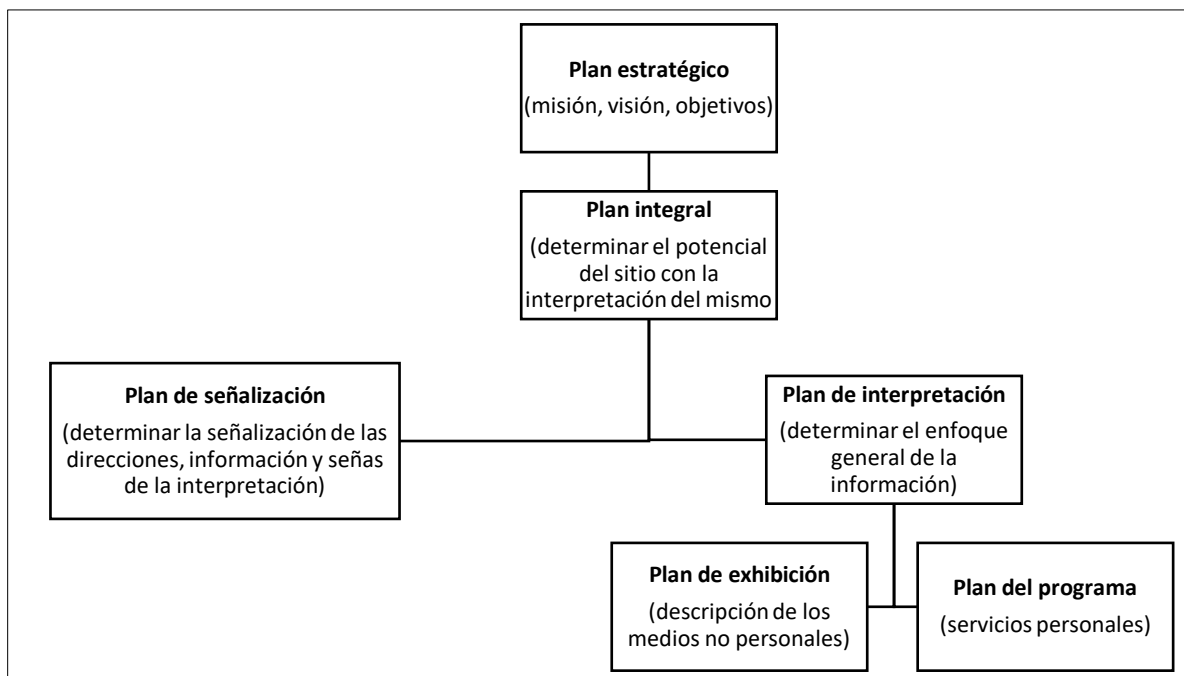 Plan estratégico
(misión, visión, objetivos)
Plan integral
(determinar el potencial
del sitio con la
interpretación del mismo
Plan de señalización
(determinar la señalización de las
direcciones, información y señas
de la interpretación)
Plan de interpretación
(determinar el enfoque
general de la
información)
Plan de exhibición
(descripción de los
medios no personales)
Plan del programa
(servicios personales)